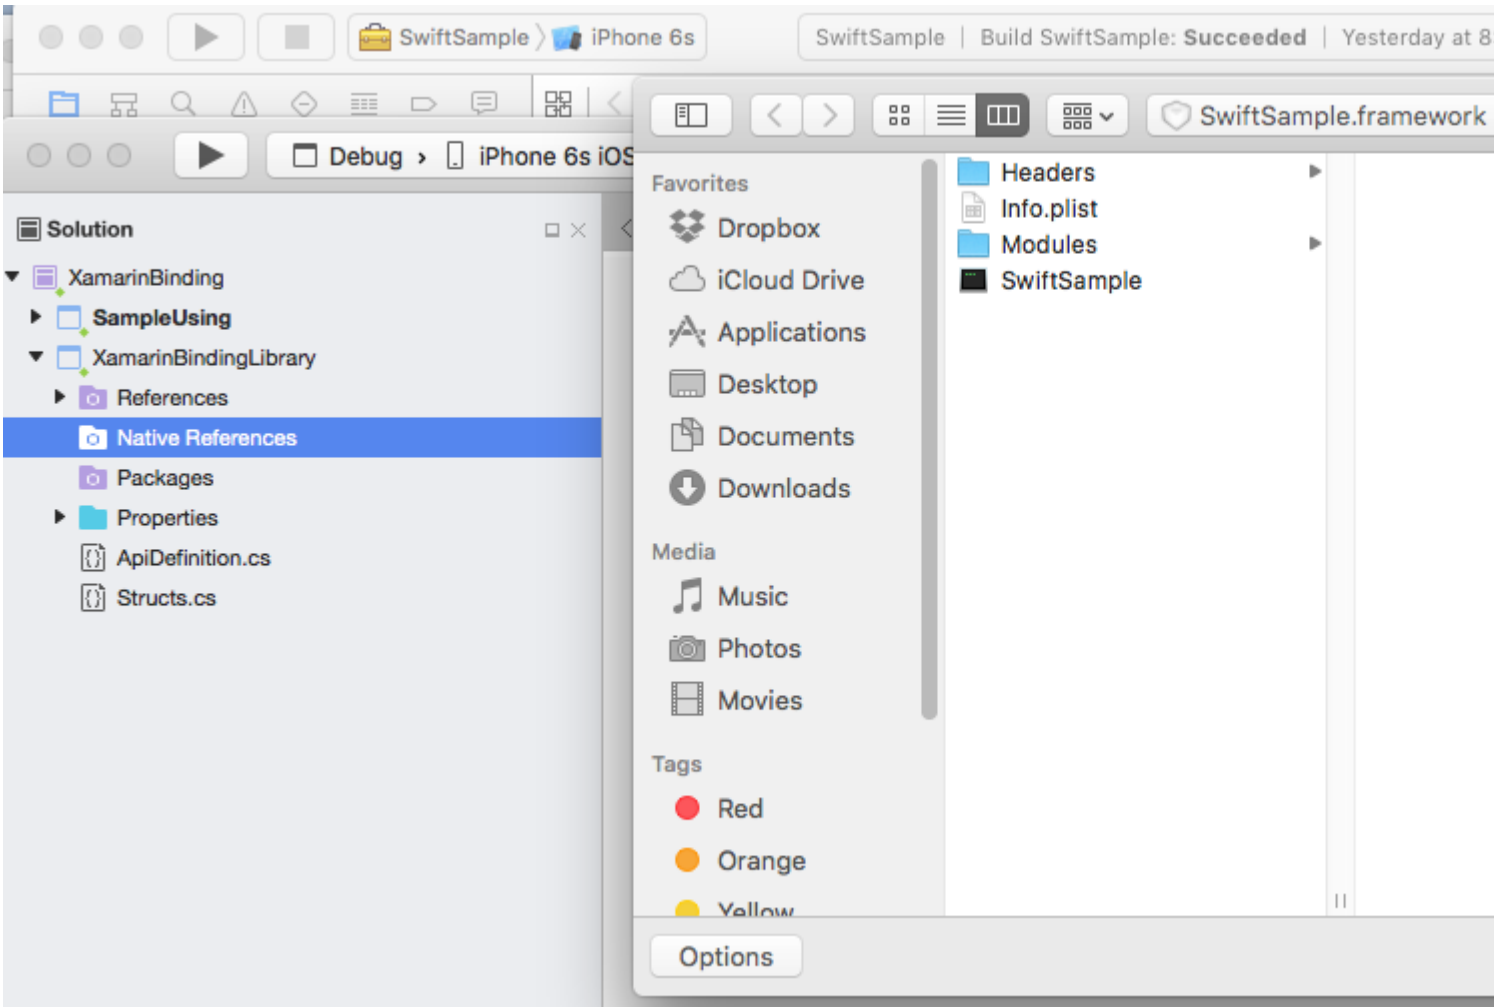 SwiftSample
iPhone 6s
SwiftSample | Build SwiftSample: Succeeded | Yesterday at 8
Debug
iPhone 6s iOS
SwiftSample.framework
Solution
XamarinBinding
SampleUsing
XamarinBindingLibrary
References
Native References
Packages
Properties
ApiDefinition.cs
Structs.cs
Favorites
Dropbox
iCloud Drive
Applications
Desktop
Documents
Downloads
Media
Music
Photos
Movies
Tags
Red
Orange
Yellow
Headers
Info.plist
Modules
SwiftSample
Options